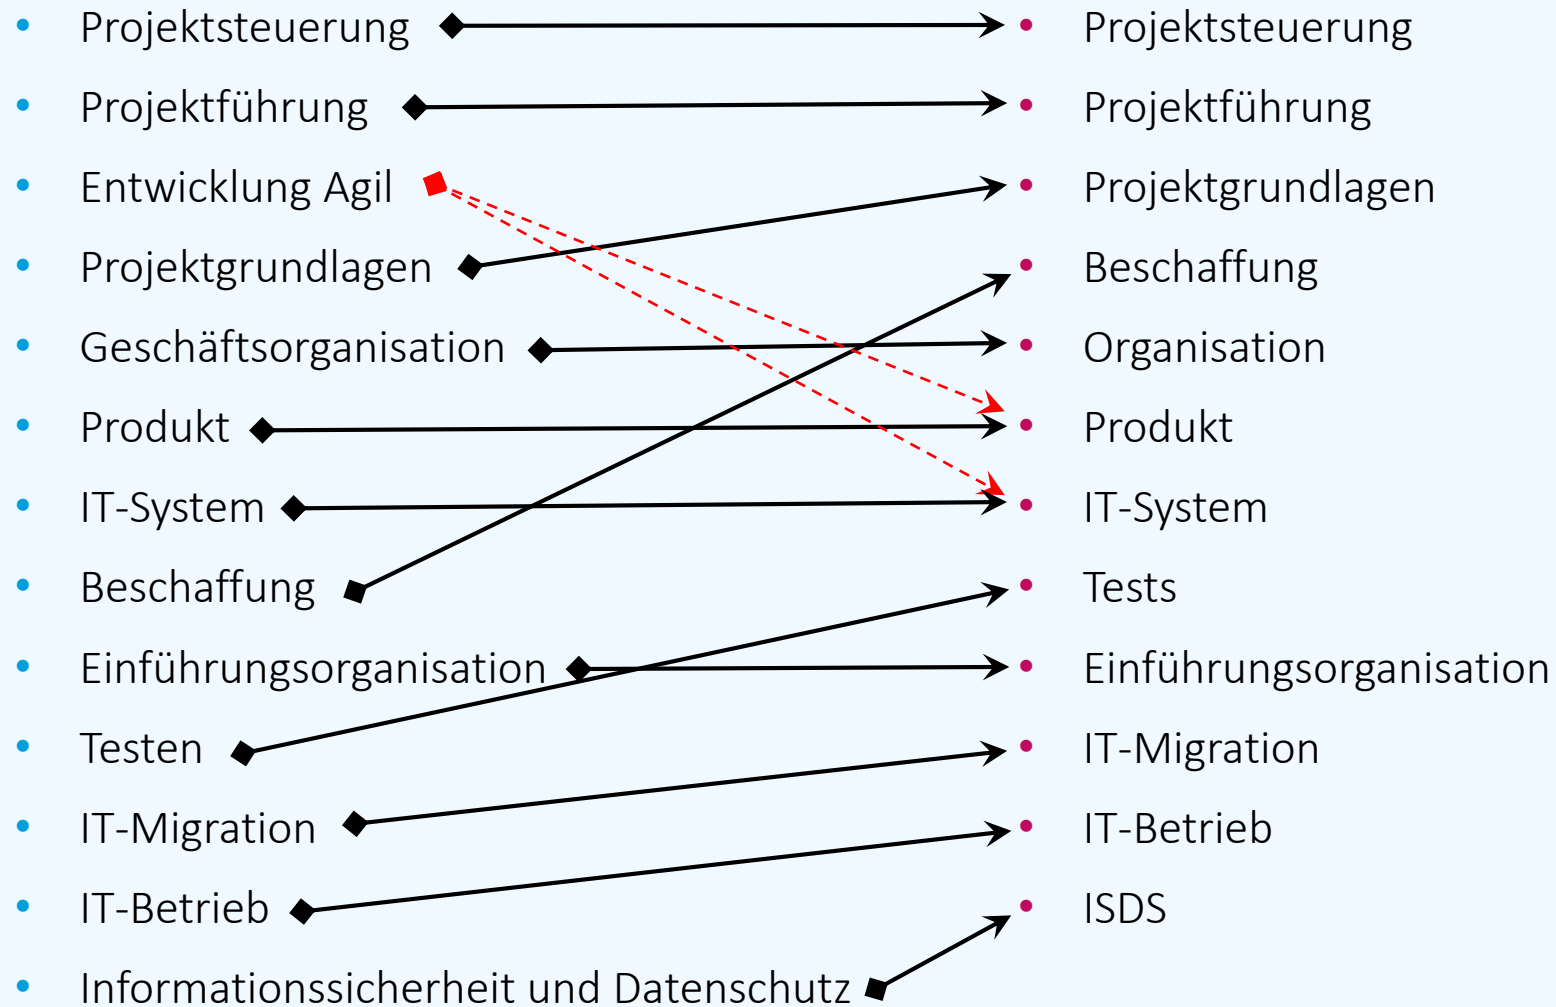 Projektsteuerung
Projektführung
Entwicklung Agil
Projektgrundlagen
Geschäftsorganisation
Produkt
IT-System
Beschaffung
Einführungsorganisation
Testen
IT-Migration
IT-Betrieb
Informationssicherheit und Datenschutz
Projektsteuerung
Projektführung
Projektgrundlagen
Beschaffung
Organisation
Produkt
IT-System
Tests
Einführungsorganisation
IT-Migration
IT-Betrieb
ISDS